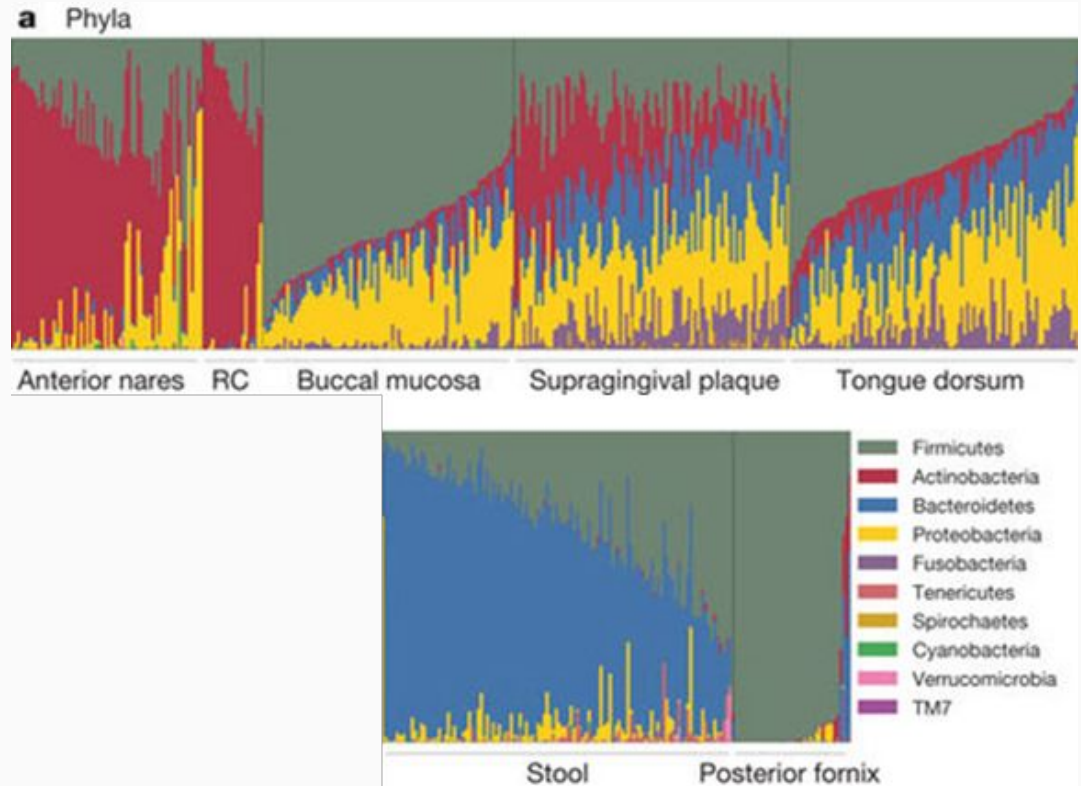 a Phyla
Anterior nares RC Buccal mucosa Supragingival plaque Tongue dorsum
Firmicutes
Actinobacteria
Bacteroidetes
Proteobacteria
Fusobacteria
Tenericutes
Spirochaetes
Cyanobacteria
Verrucomicrobia
TM7
Stool Posterior fornix